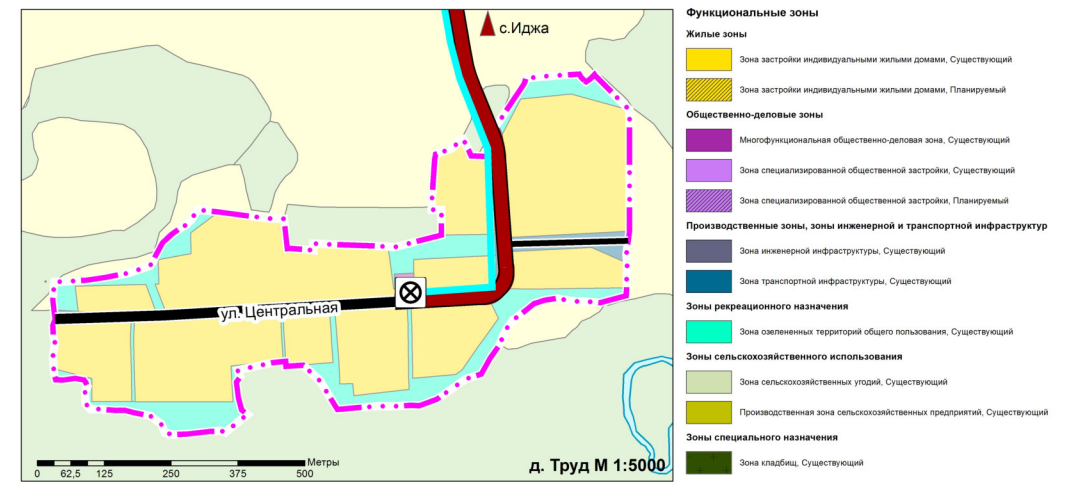 с.Иджа
ул. Центральная
Метры
0 62,5 125 250 375 500
д. Труд М 1:5000
Функциональные зоны
Жилые зоны
Зона застройки индивидуальными жилыми домами, Существующий
Зона застройки индивидуальными жилыми домами, Планируемый
Общественно-деловые зоны
Многофункциональная общественно-деловая зона, Существующий
Зона специализированной общественной застройки, Существующий
Зона специализированной общественной застройки, Планируемый
Производственные зоны, зоны инженерной и транспортной инфраструктур
Зона инженерной инфраструктуры, Существующий
Зона транспортной инфраструктуры, Существующий
Зоны рекреационного назначения
Зона озелененных территорий общего пользования, Существующий
Зоны сельскохозяйственного использования
Зона сельскохозяйственных угодий, Существующий
Производственная зона сельскохозяйственных предприятий, Существующий
Зоны специального назначения
Зона кладбищ, Существующий